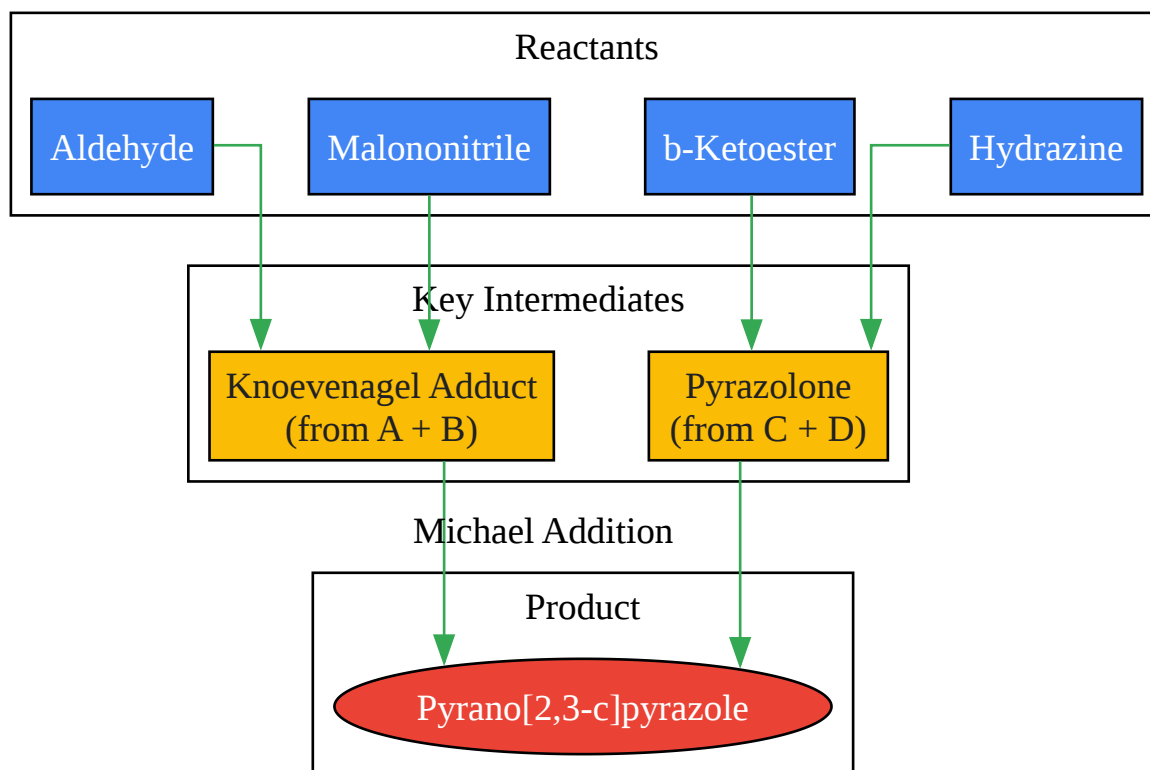 Reactants
Aldehyde
Malononitrile
b-Ketoester
Hydrazine
Key Intermediates
Knoevenagel Adduct
(from A + B)
Pyrazolone
(from C + D)
Michael Addition
Product
Pyrano[2,3-c]pyrazole